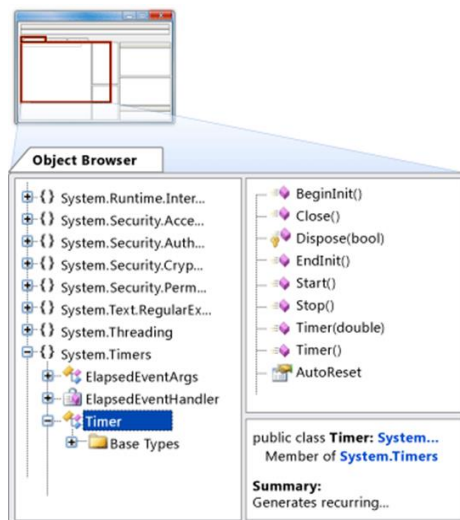 Object Browser
{} System.Runtime.Inter...
{} System.Security.Acce...
{} System.Security.Auth...
{} System.Security.Cryp...
{} System.Security.Perm...
{} System.Text.RegularEx...
{} System.Threading
{} System.Timers
ElapsedEventArgs
ElapsedEventHandler
Timer
Base Types
BeginInit()
Close()
Dispose(bool)
EndInit()
Start()
Stop()
Timer(double)
Timer()
AutoReset
public class Timer: System...
Member of System.Timers
Summary:
Generates recurring...